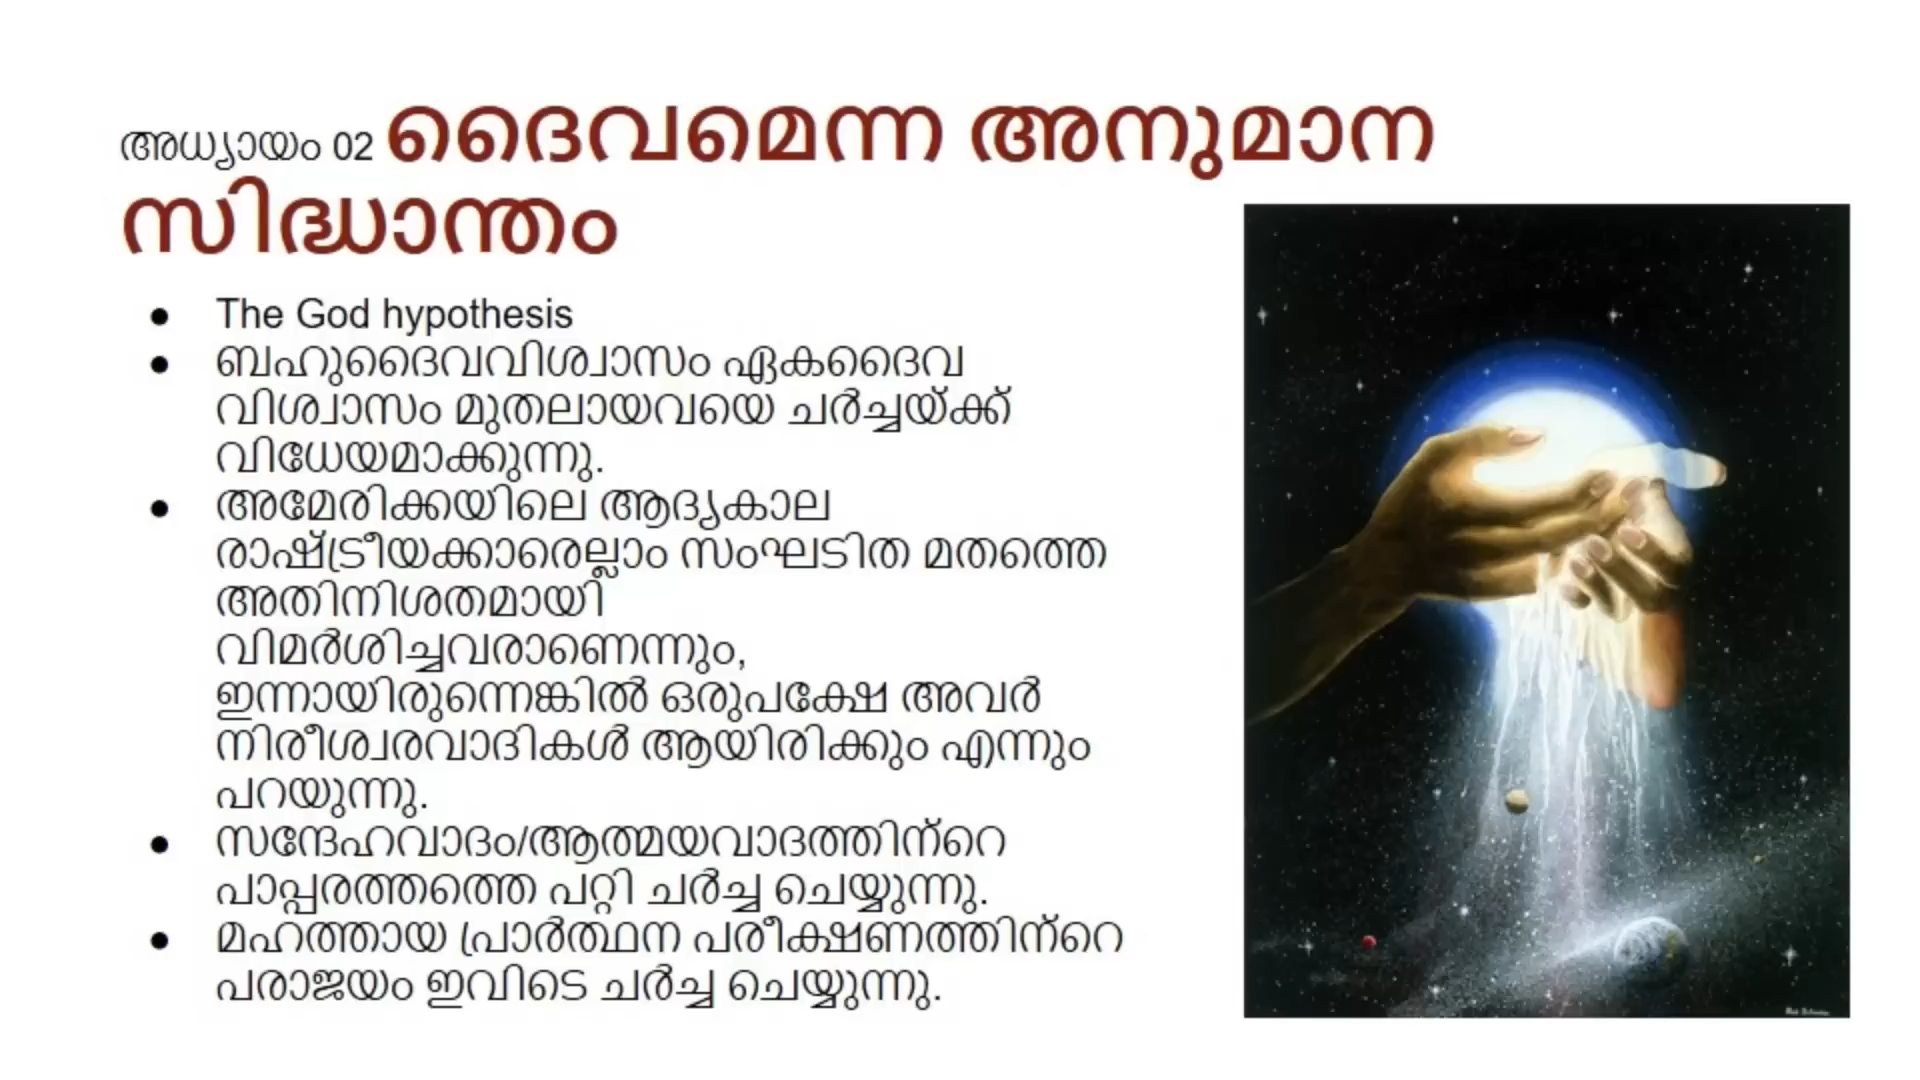 അധ്യായം 02 ദൈവമെന്ന അനുമാന
സിദ്ധാന്തം
● The God hypothesis
● ബഹുദൈവവിശ്വാസം ഏകദൈവ
വിശ്വാസം മുതലായവയെ ചർച്ചയ്ക്ക്
വിധേയമാക്കുന്നു.
● അമേരിക്കയിലെ ആദ്യകാല
രാഷ്ട്രീയക്കാരെല്ലാം സംഘടിത മതത്തെ
അതിനിശതമായി
വിമർശിച്ചവരാണെന്നും,
ഇന്നായിരുന്നെങ്കിൽ ഒരുപക്ഷേ അവർ
നിരീശ്വരവാദികൾ ആയിരിക്കും എന്നും
പറയുന്നു.
● സന്ദേഹവാദം/ആത്മയവാദത്തിന്റെ
പാപ്പരത്തത്തെ പറ്റി ചർച്ച ചെയ്യുന്നു.
● മഹത്തായ പ്രാർത്ഥന പരീക്ഷണത്തിന്റെ
പരാജയം ഇവിടെ ചർച്ച ചെയ്യുന്നു.